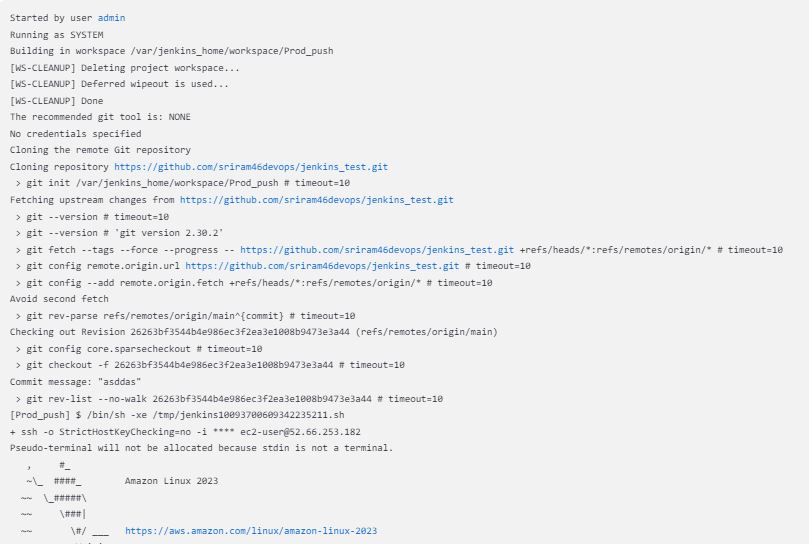 Started by user admin
Running as SYSTEM
Building in workspace /var/jenkins_home/workspace/Prod_push
[WS-CLEANUP] Deleting project workspace...
[WS-CLEANUP] Deferred wipeout is used...
[WS-CLEANUP] Done
The recommended git tool is: NONE
No credentials specified
Cloning the remote Git repository
Cloning repository https://github.com/sriram46devops/jenkins_test.git
 > git init /var/jenkins_home/workspace/Prod_push # timeout=10
Fetching upstream changes from https://github.com/sriram46devops/jenkins_test.git
 > git --version # timeout=10
 > git --version # 'git version 2.30.2'
 > git fetch --tags --force --progress -- https://github.com/sriram46devops/jenkins_test.git +refs/heads/*:refs/remotes/origin/* # timeout=10
 > git config remote.origin.url https://github.com/sriram46devops/jenkins_test.git # timeout=10
 > git config --add remote.origin.fetch +refs/heads/*:refs/remotes/origin/* # timeout=10
Avoid second fetch
 > git rev-parse refs/remotes/origin/main^{commit} # timeout=10
Checking out Revision 26263bf3544b4e986ec3f2ea3e1008b9473e3a44 (refs/remotes/origin/main)
 > git config core.sparsecheckout # timeout=10
 > git checkout -f 26263bf3544b4e986ec3f2ea3e1008b9473e3a44 # timeout=10
Commit message: "asddas"
 > git rev-list --no-walk 26263bf3544b4e986ec3f2ea3e1008b9473e3a44 # timeout=10
[Prod_push] $ /bin/sh -xe /tmp/jenkins10093700609342235211.sh
+ ssh -o StrictHostKeyChecking=no -i **** ec2-user@52.66.253.182
Pseudo-terminal will not be allocated because stdin is not a terminal.
   ,     #_
   ~\_  ####_        Amazon Linux 2023
  ~~  \_#####\
  ~~     \###|
  ~~       \#/ ___   https://aws.amazon.com/linux/amazon-linux-2023